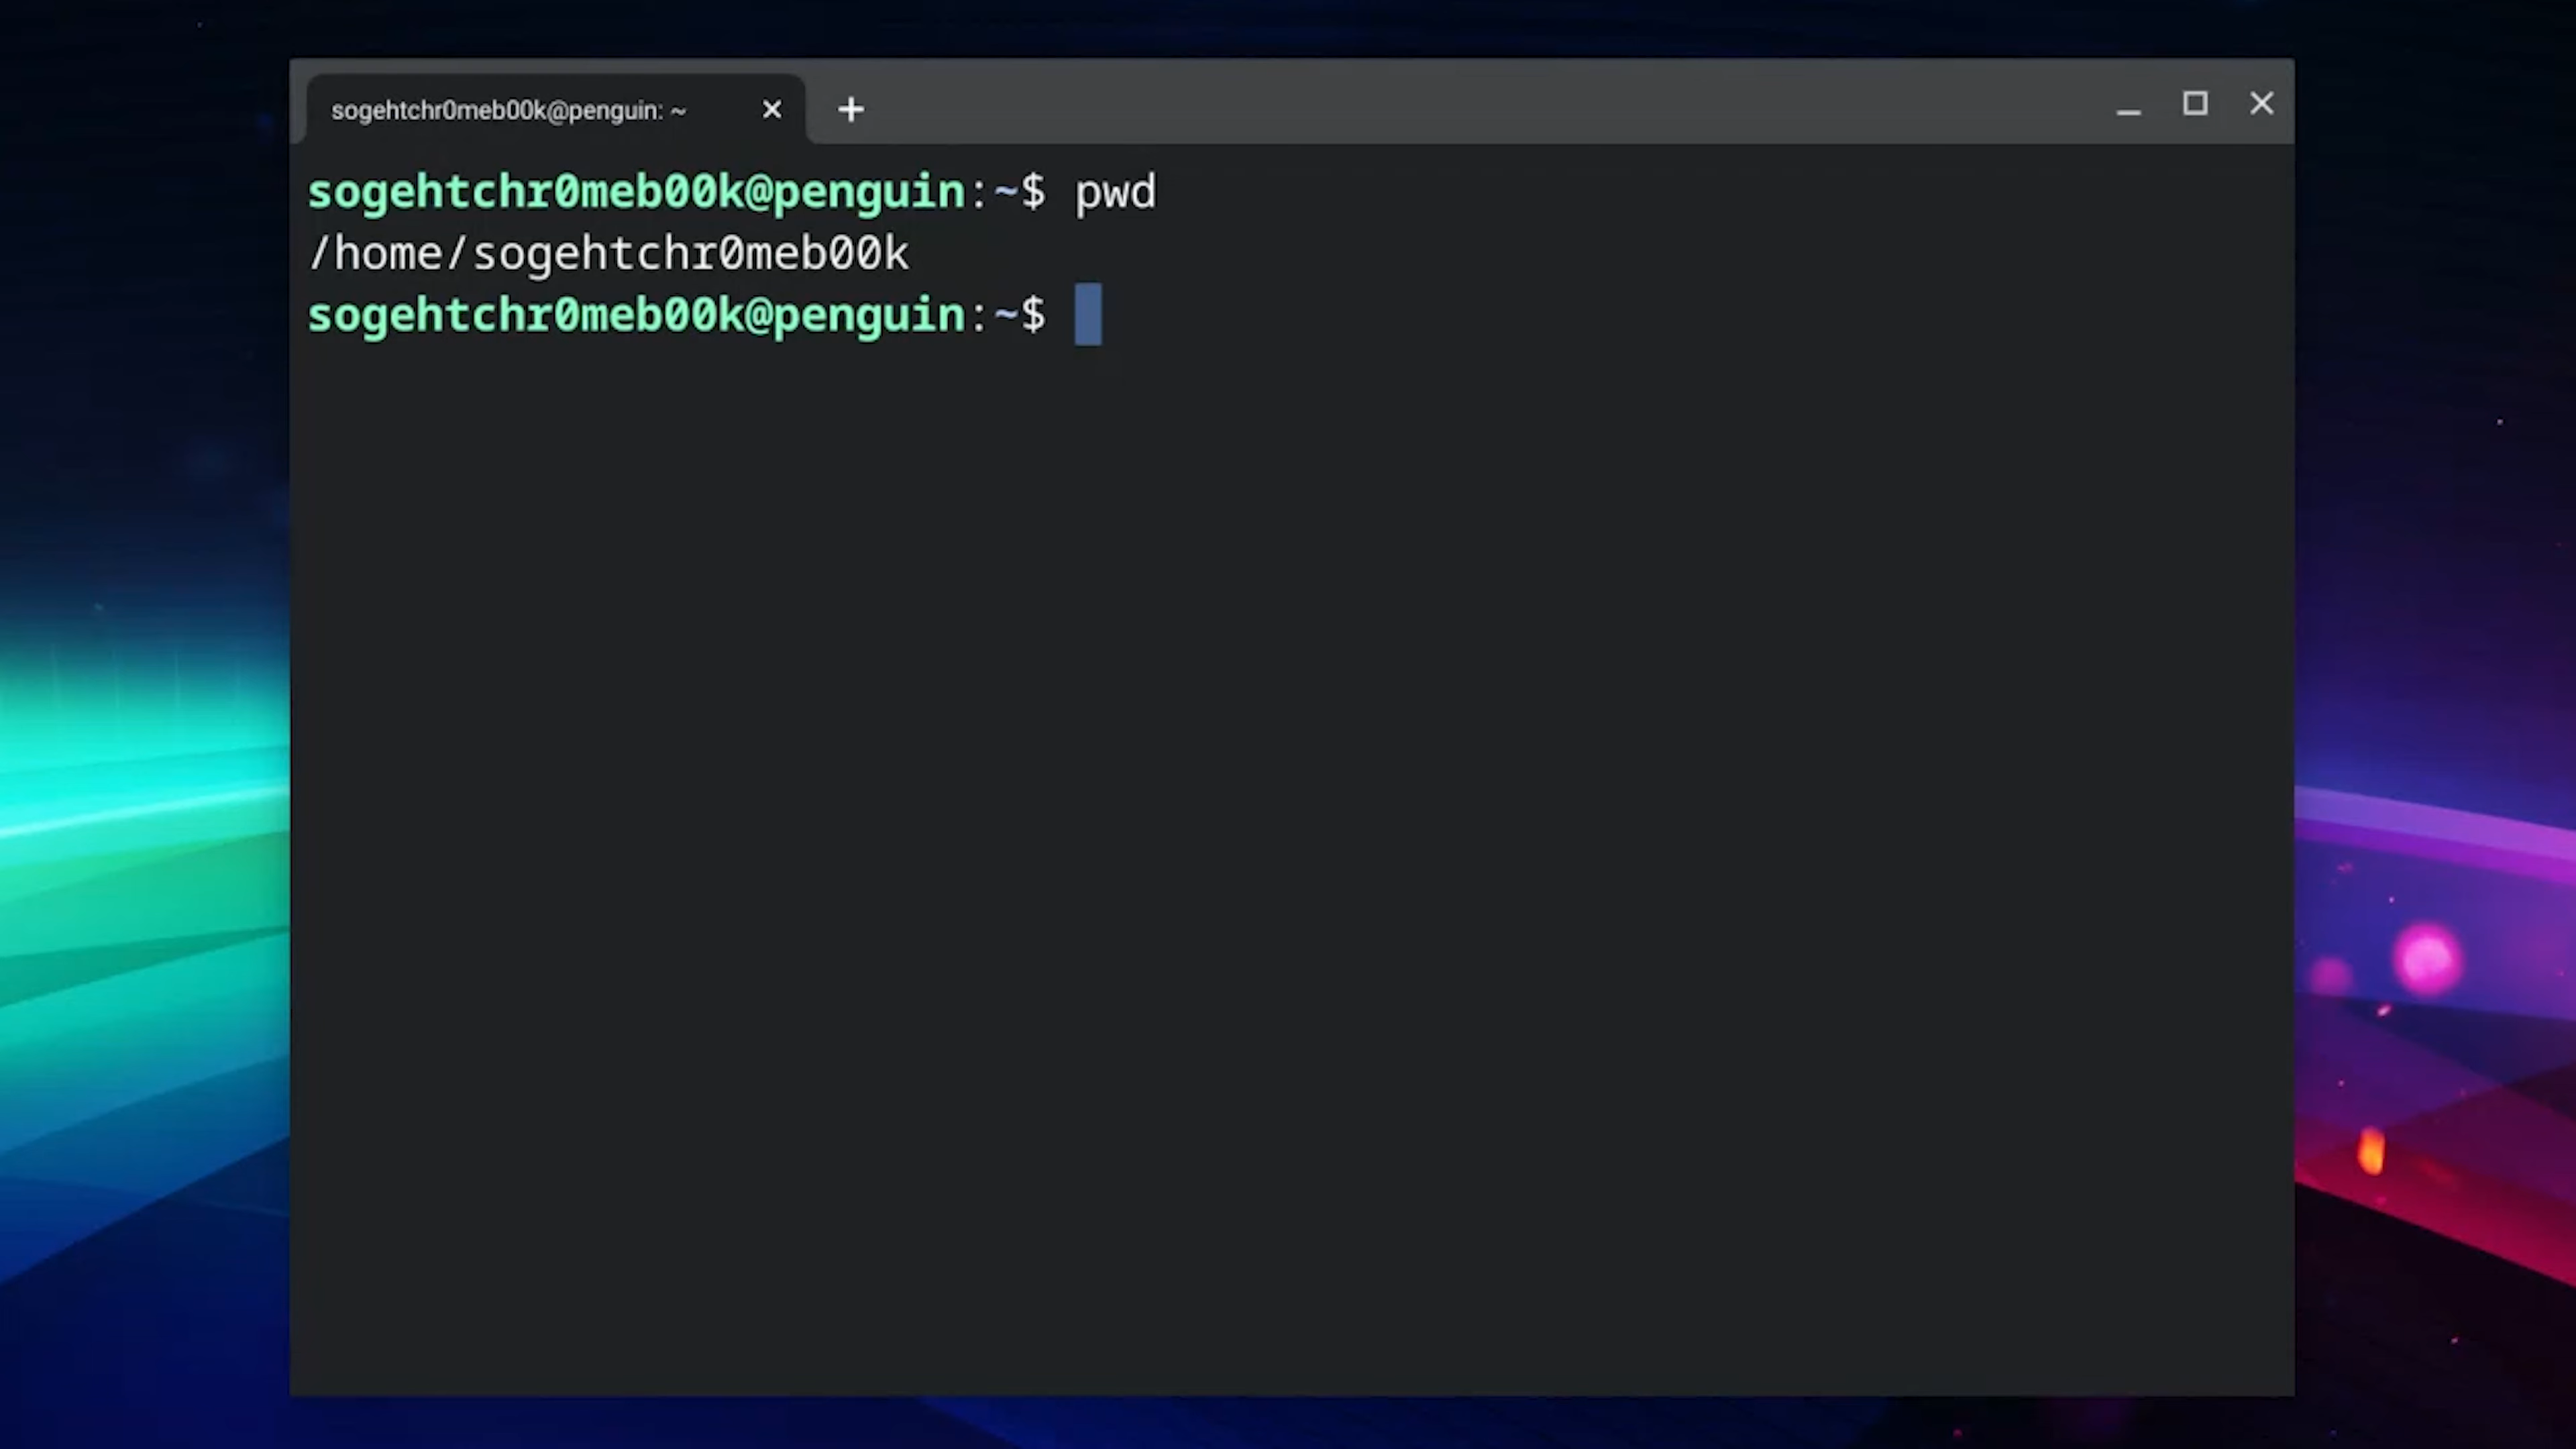 sogehtchr0meb00k@penguin: ~
sogehtchr0meb00k@penguin:~$ pwd
/home/sogehtchr0meb00k
sogehtchr0meb00k@penguin:~$